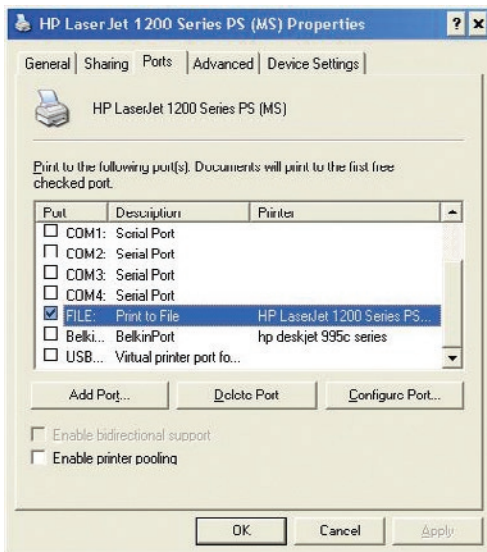 HP LaserJet 1200 Series PS (MS) Properties
General Sharing Ports Advanced Device Settings
HP LaserJet 1200 Series PS (MS)
Print to the following port(s). Documents will print to the first free
checked port.
Port Description Printer
COM1: Serial Port
COM2: Serial Port
COM3: Serial Port
COM4: Serial Port
FILE: Print to File HP LaserJet 1200 Series PS...
Belki... BelkinPort hp deskjet 995c series
USB... Virtual printer port fo...
Add Port... Delete Port Configure Port...
Enable bidirectional support
Enable printer pooling
OK Cancel Apply